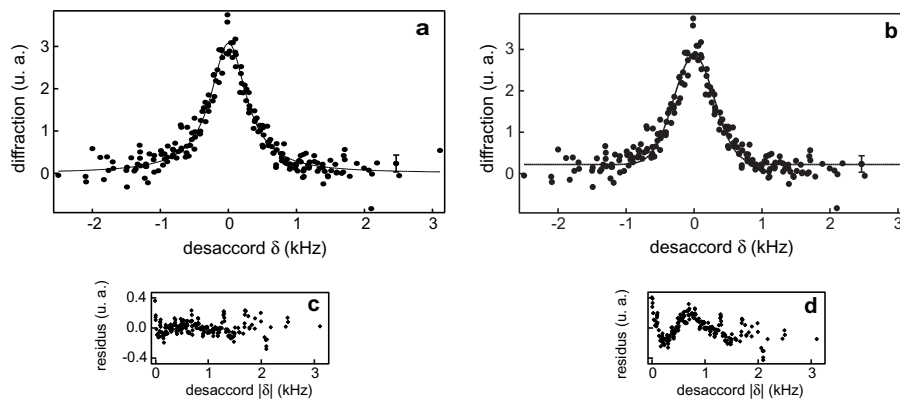 a
diffraction (u. a.)
3
2
1
0
-2 -1 0 1 2 3
desaccord δ (kHz)
b
diffraction (u. a.)
3
2
1
0
-2 -1 0 1 2 3
desaccord δ (kHz)
c
residus (u. a.)
0.4
0.0
-0.4
0 1 2 3
desaccord |δ| (kHz)
d
residus (u. a.)
0 1 2 3
desaccord |δ| (kHz)